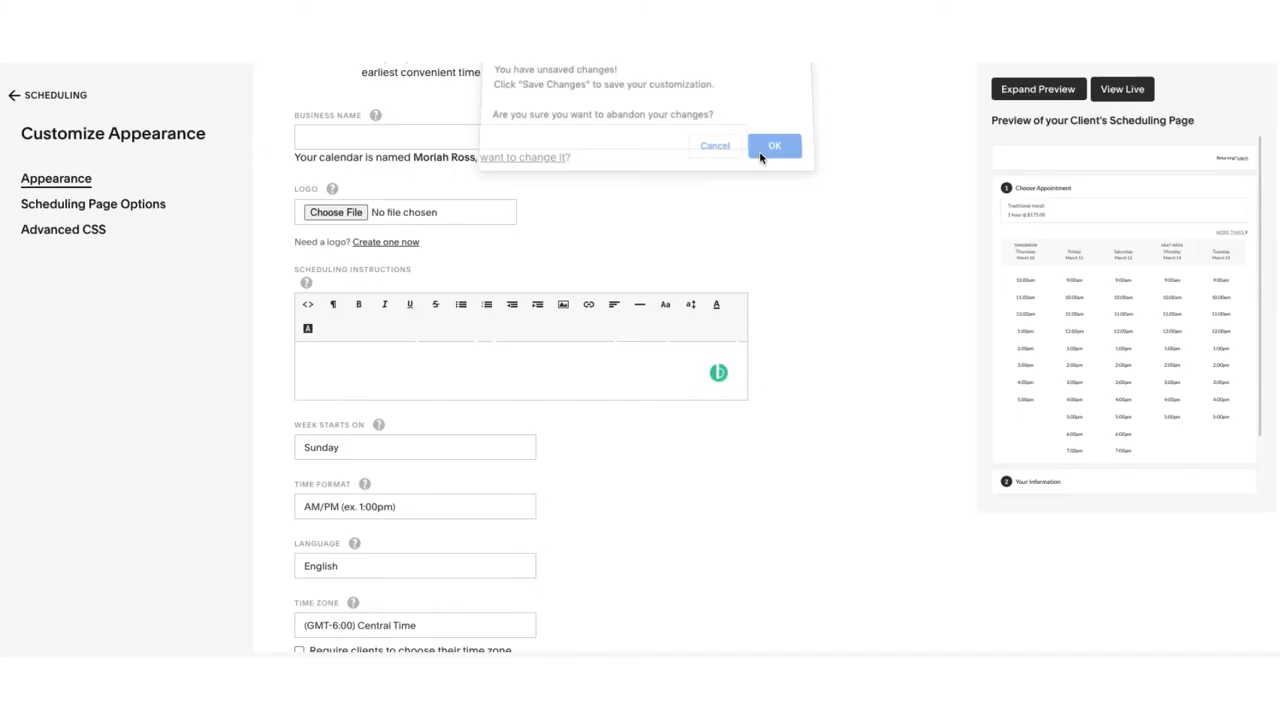 SCHEDULING
Customize Appearance
Appearance
Scheduling Page Options
Advanced CSS
earliest convenient time
BUSINESS NAME ?
Your calendar is named Moriah Ross, want to change it?
LOGO ?
Choose File No file chosen
Need a logo? Create one now
SCHEDULING INSTRUCTIONS
?
<> ¶ B I U S Aa A
A
b
WEEK STARTS ON ?
Sunday
TIME FORMAT ?
AM/PM (ex. 1:00pm)
LANGUAGE ?
English
TIME ZONE ?
(GMT-6:00) Central Time
Require clients to choose their time zone
You have unsaved changes!
Click "Save Changes" to save your customization.
Are you sure you want to abandon your changes?
Cancel OK
Expand Preview View Live
Preview of your Client's Scheduling Page
Returning? Log in
1 Choose Appointment
Traditional Install
1 hour @ $175.00
MORE TIMES
TOMORROW NEXT WEEK
Thursday Friday Saturday Monday Tuesday
March 10 March 11 March 12 March 14 March 15
10:00am 9:00am 9:00am 9:00am 9:00am
11:00am 10:00am 10:00am 10:00am 10:00am
12:00pm 11:00am 11:00am 11:00am 11:00am
1:00pm 12:00pm 12:00pm 12:00pm 12:00pm
2:00pm 1:00pm 1:00pm 1:00pm 1:00pm
3:00pm 2:00pm 2:00pm 2:00pm 2:00pm
4:00pm 3:00pm 3:00pm 3:00pm 3:00pm
5:00pm 4:00pm 4:00pm 4:00pm 4:00pm
5:00pm 5:00pm 5:00pm 5:00pm
6:00pm 6:00pm
7:00pm 7:00pm
2 Your Information